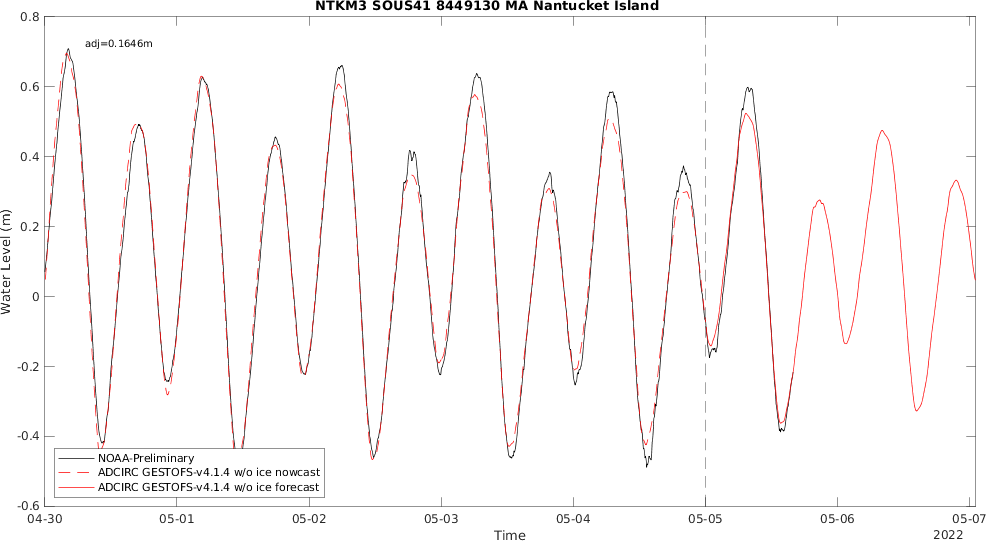 NTKM3 SOUS41 8449130 MA Nantucket Island
adj=0.1646m
0.8
0.6
0.4
0.2
0
-0.2
-0.4
-0.6
Water Level (m)
NOAA-Preliminary
ADCIRC GESTOFS-v4.1.4 w/o ice nowcast
ADCIRC GESTOFS-v4.1.4 w/o ice forecast
04-30 05-01 05-02 05-03 05-04 05-05 05-06 05-07
Time
2022